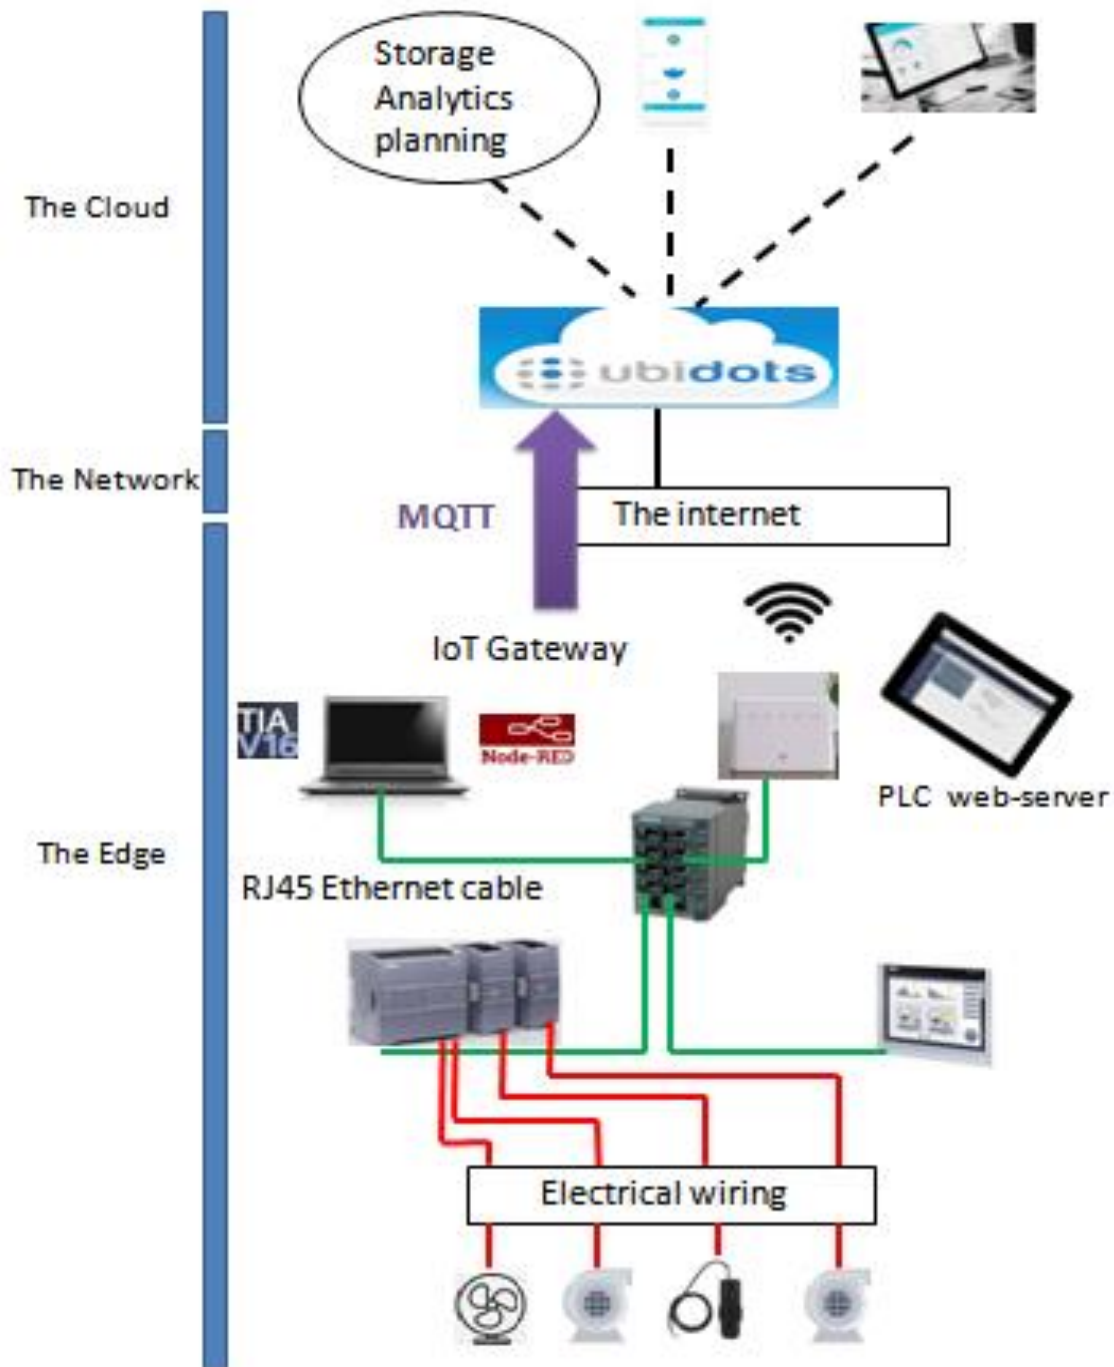 Storage
Analytics
planning
The Cloud
ubidots
The Network
MQTT
The internet
IoT Gateway
TIA
V16
Node-RED
PLC web-server
The Edge
RJ45 Ethernet cable
Electrical wiring